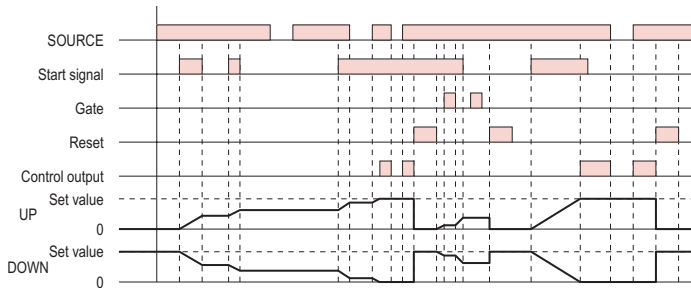 SOURCE
Start signal
Gate
Reset
Control output
Set value
UP
0
Set value
DOWN
0